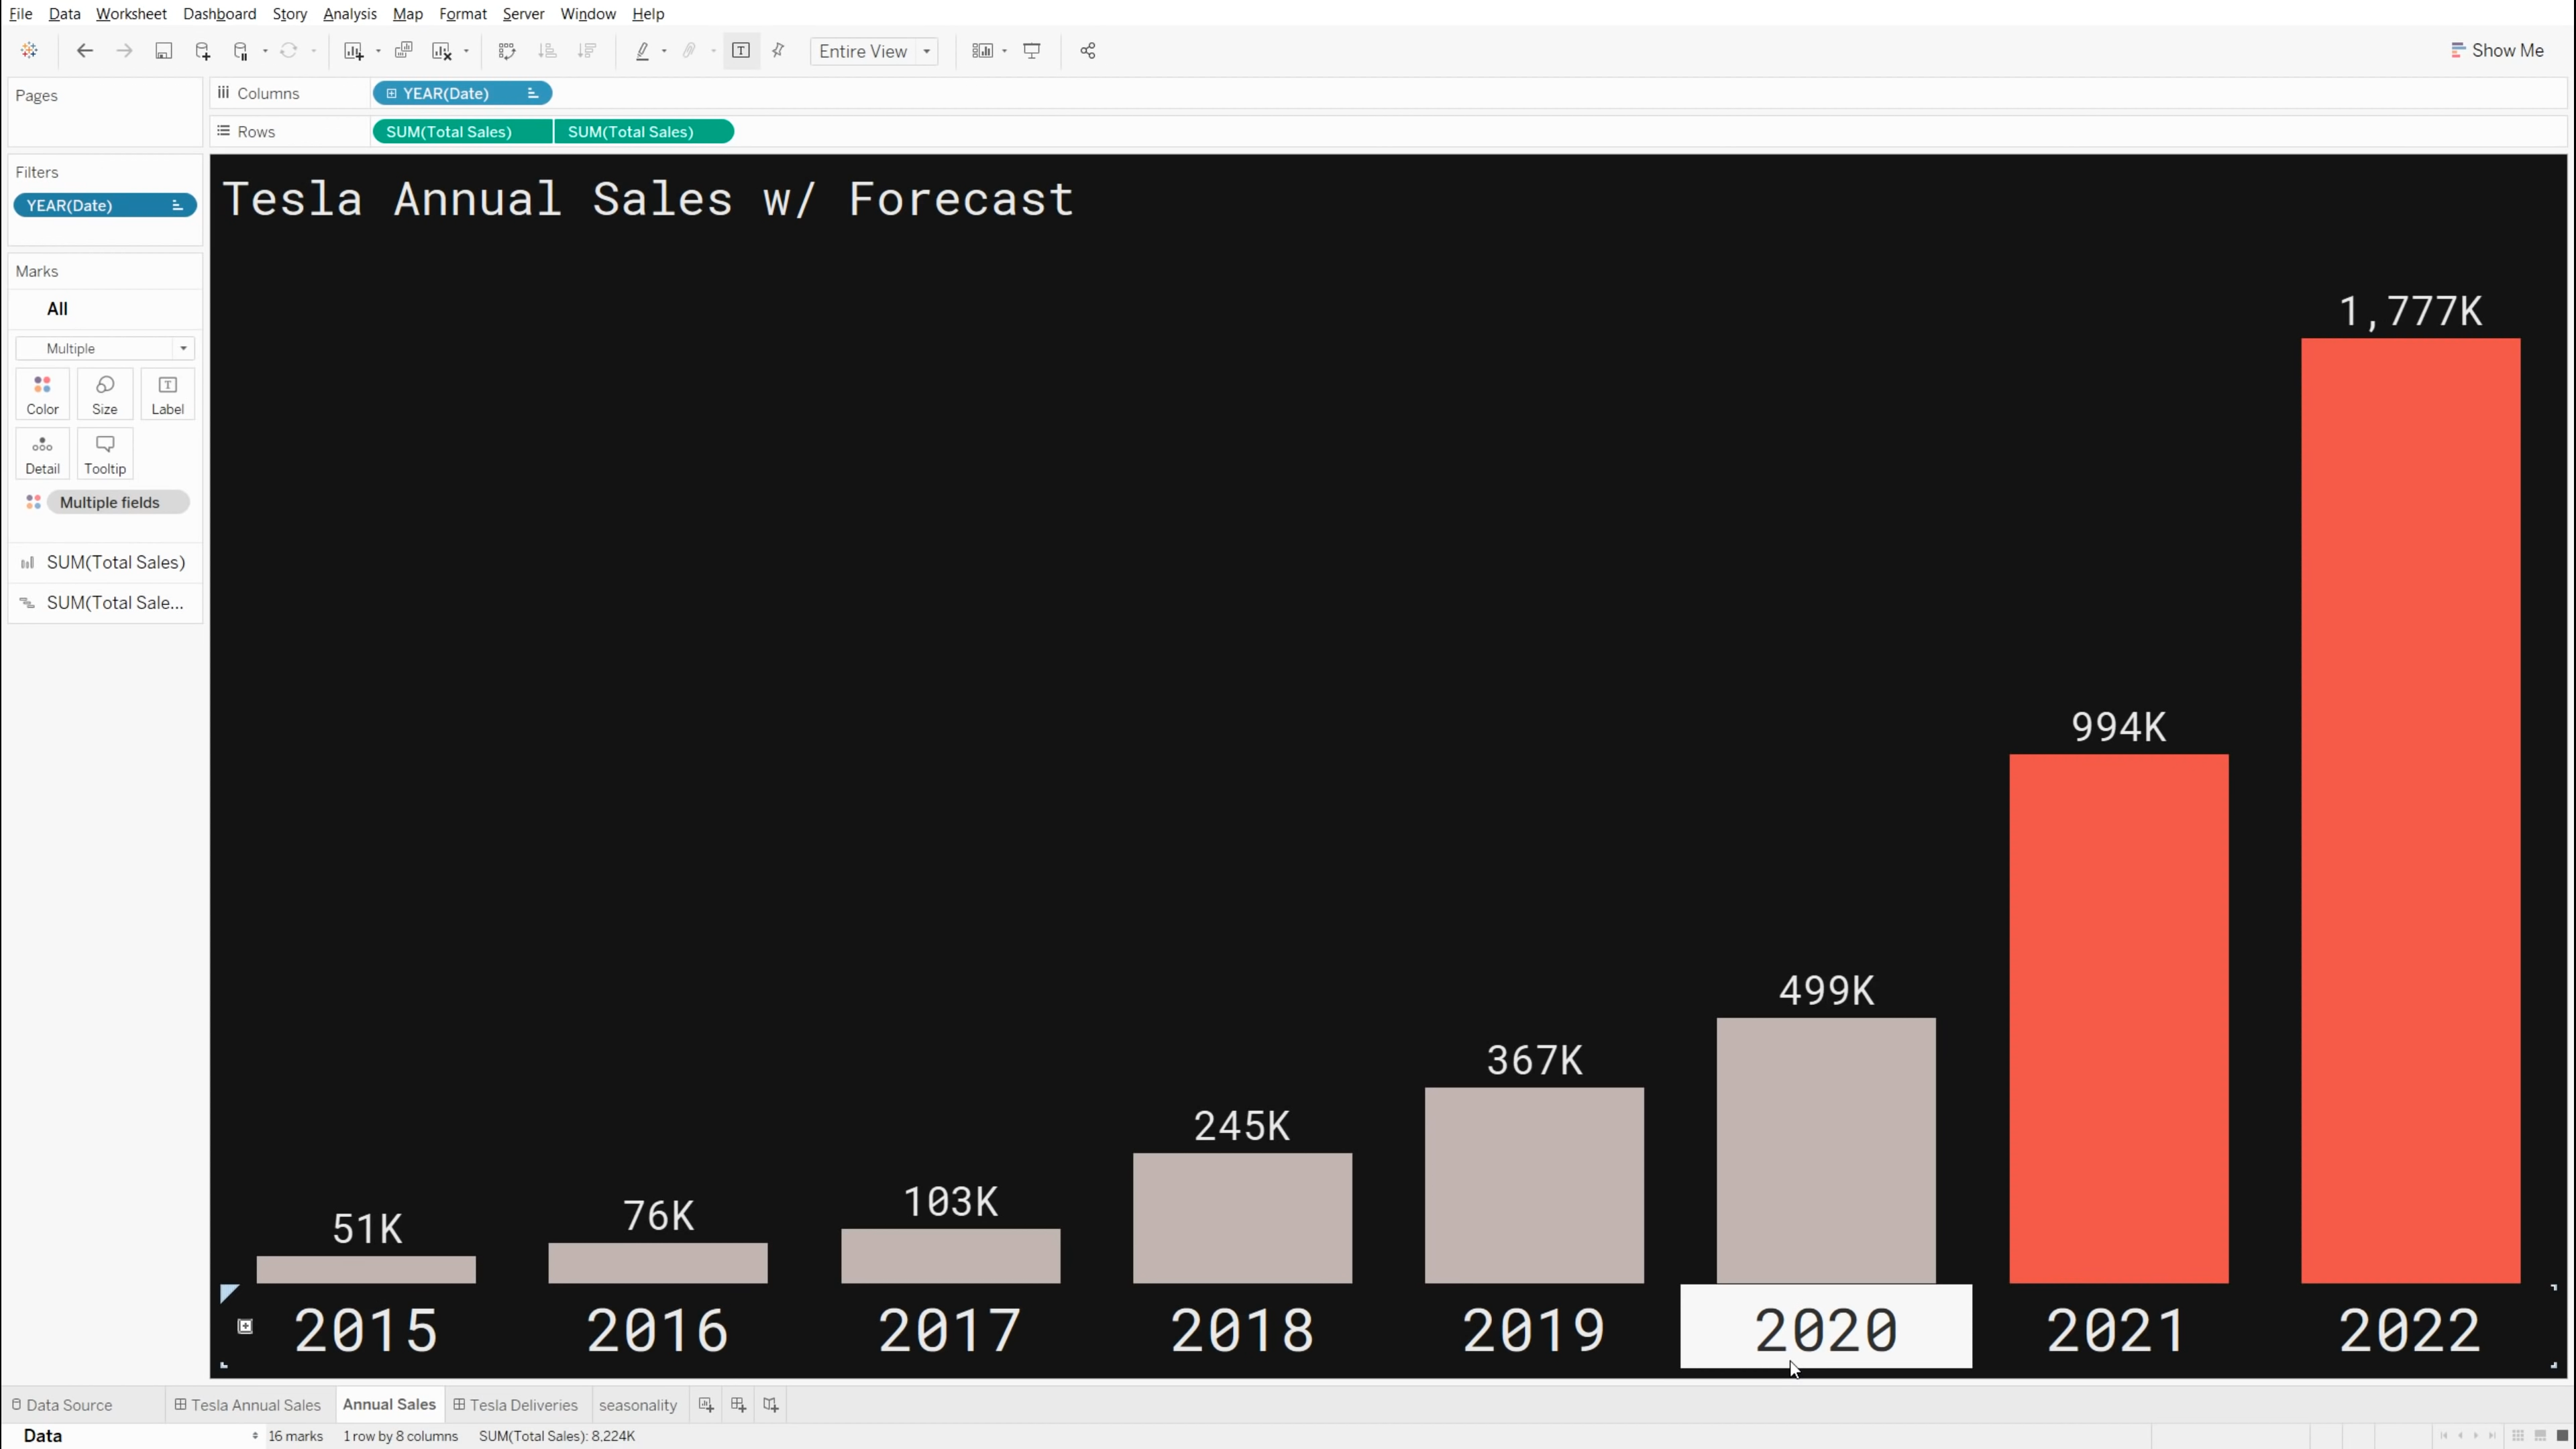 File Data Worksheet Dashboard Story Analysis Map Format Server Window Help
Entire View
Show Me
Pages
Columns YEAR(Date)
Rows SUM(Total Sales) SUM(Total Sales)
Filters
YEAR(Date)
Marks
All
Multiple
Color Size Label
Detail Tooltip
Multiple fields
SUM(Total Sales)
SUM(Total Sale...
Tesla Annual Sales w/ Forecast
51K 76K 103K 245K 367K 499K 994K 1,777K
2015 2016 2017 2018 2019 2020 2021 2022
Data Source Tesla Annual Sales Annual Sales Tesla Deliveries seasonality
Data 16 marks 1 row by 8 columns SUM(Total Sales): 8,224K